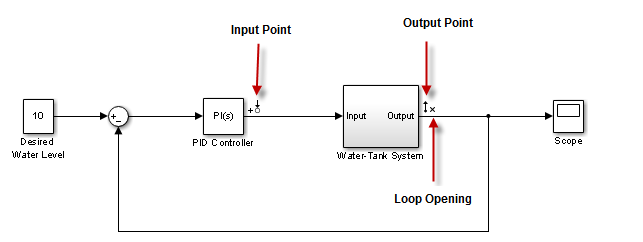 Input Point
Output Point
10
+
-
PI(s)
+
Input
Output
Desired
Water Level
PID Controller
Water-Tank System
Scope
Loop Opening